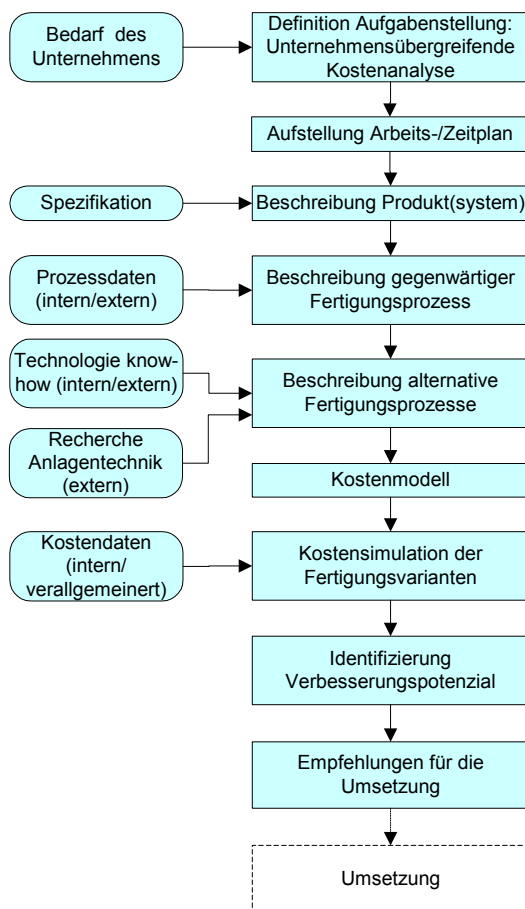 Bedarf des
Unternehmens
Definition Aufgabenstellung:
Unternehmensübergreifende
Kostenanalyse
Aufstellung Arbeits-/Zeitplan
Spezifikation
Beschreibung Produkt(system)
Prozessdaten
(intern/extern)
Beschreibung gegenwärtiger
Fertigungsprozess
Technologie know-
how (intern/extern)
Beschreibung alternative
Fertigungsprozesse
Recherche
Anlagentechnik
(extern)
Kostenmodell
Kostendaten
(intern/
verallgemeinert)
Kostensimulation der
Fertigungsvarianten
Identifizierung
Verbesserungspotenzial
Empfehlungen für die
Umsetzung
Umsetzung